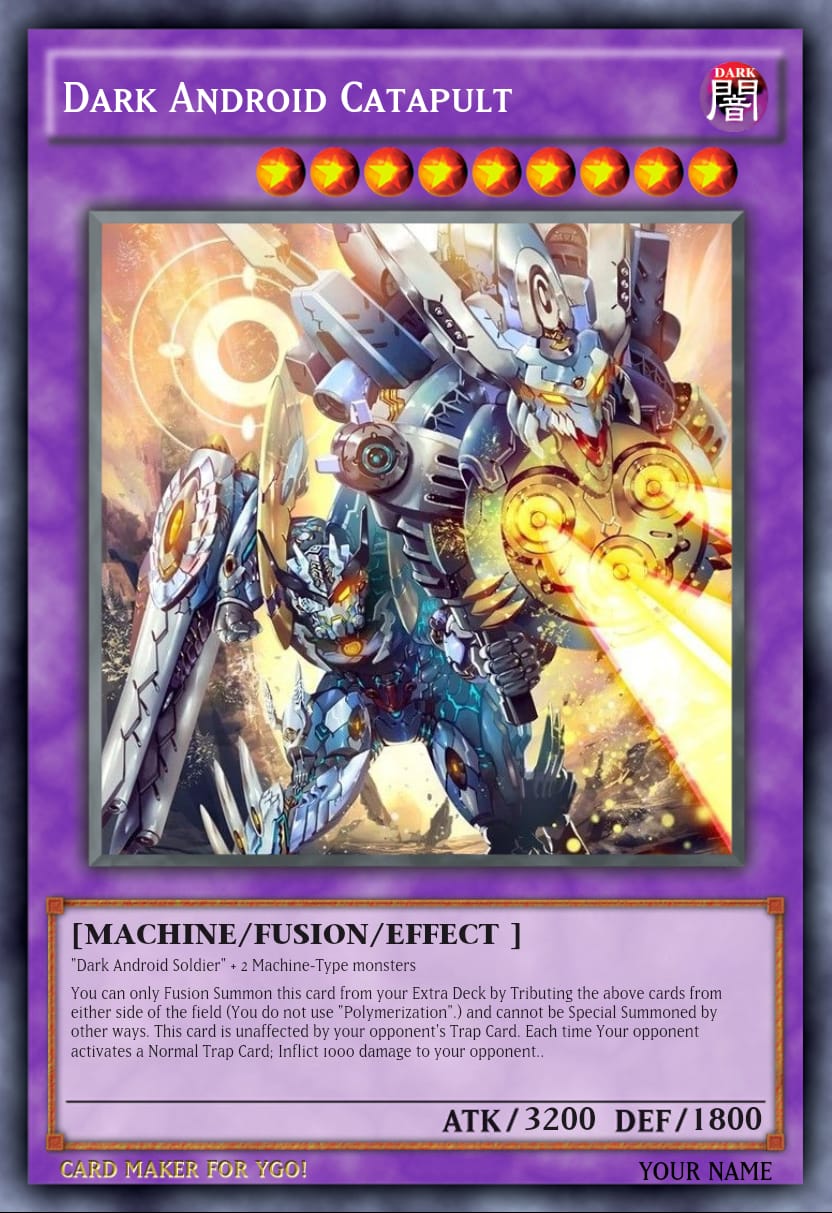 Dark Android Catapult
DARK
闇
[MACHINE/FUSION/EFFECT ]
"Dark Android Soldier" + 2 Machine-Type monsters
You can only Fusion Summon this card from your Extra Deck by Tributing the above cards from
either side of the field (You do not use "Polymerization".) and cannot be Special Summoned by
other ways. This card is unaffected by your opponent's Trap Card. Each time Your opponent
activates a Normal Trap Card; Inflict 1000 damage to your opponent..
ATK/3200 DEF/1800
CARD MAKER FOR YGO! YOUR NAME